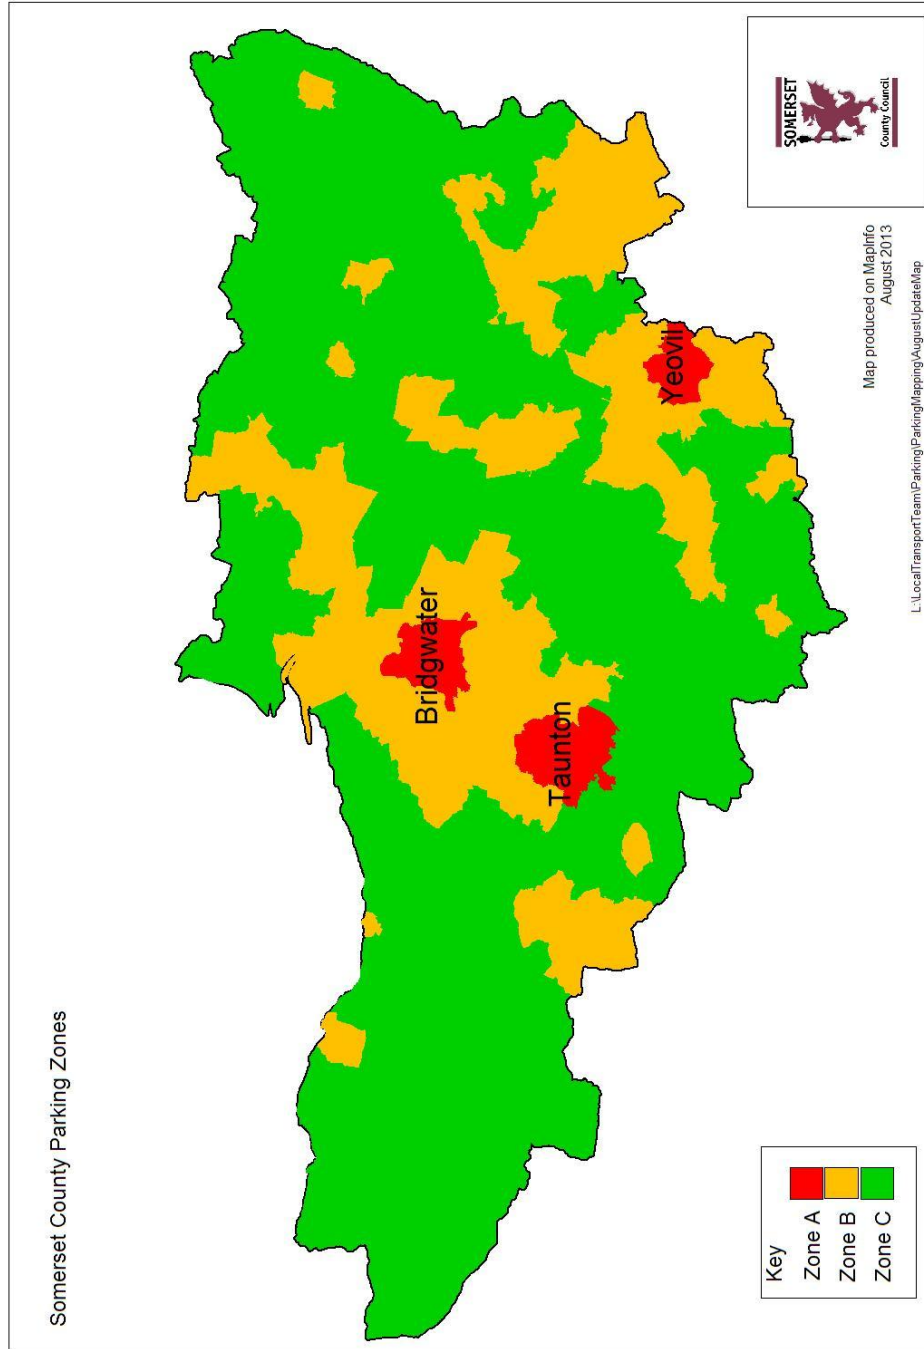 Somerset County Parking Zones
Bridgwater
Taunton
Yeovil
Key
Zone A
Zone B
Zone C
Map produced on MapInfo
August 2013
L:\LocalTransportTeam\Parking\ParkingMapping\AugustUpdateMap
SOMERSET
County Council